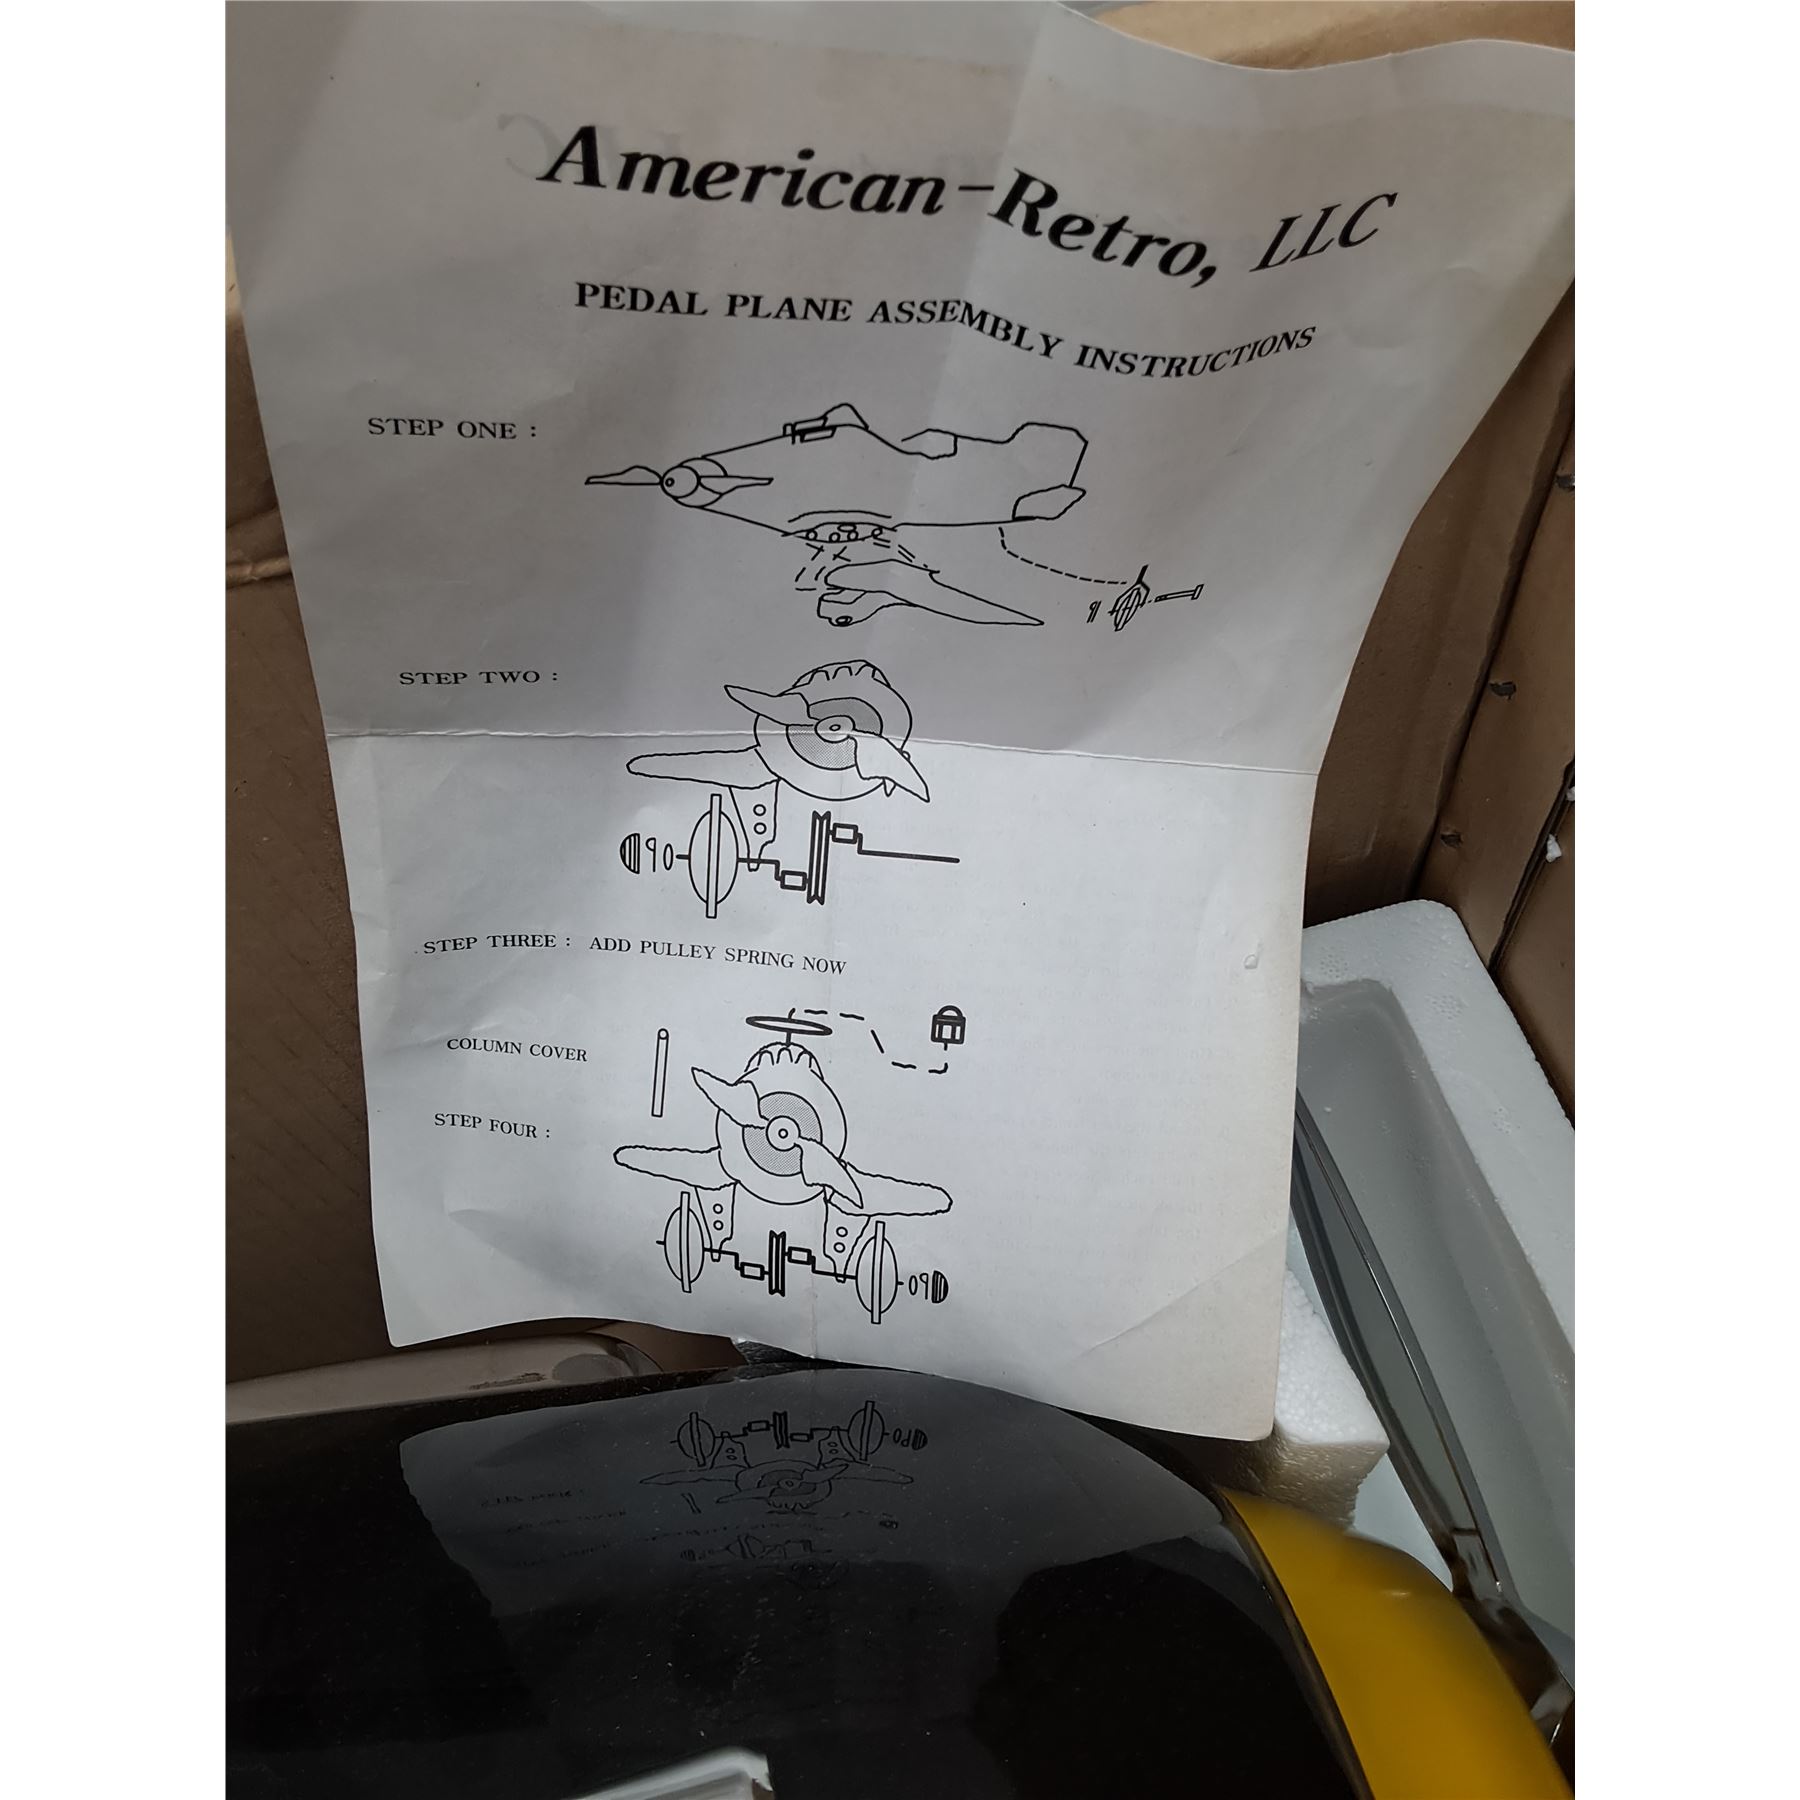 American-Retro, LLC
PEDAL PLANE ASSEMBLY INSTRUCTIONS
STEP ONE :
STEP TWO :
STEP THREE : ADD PULLEY SPRING NOW
COLUMN COVER
STEP FOUR :